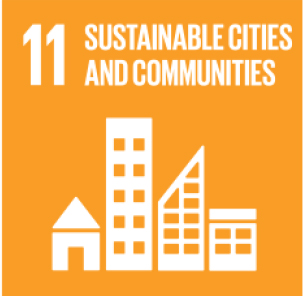 11 SUSTAINABLE CITIES
AND COMMUNITIES